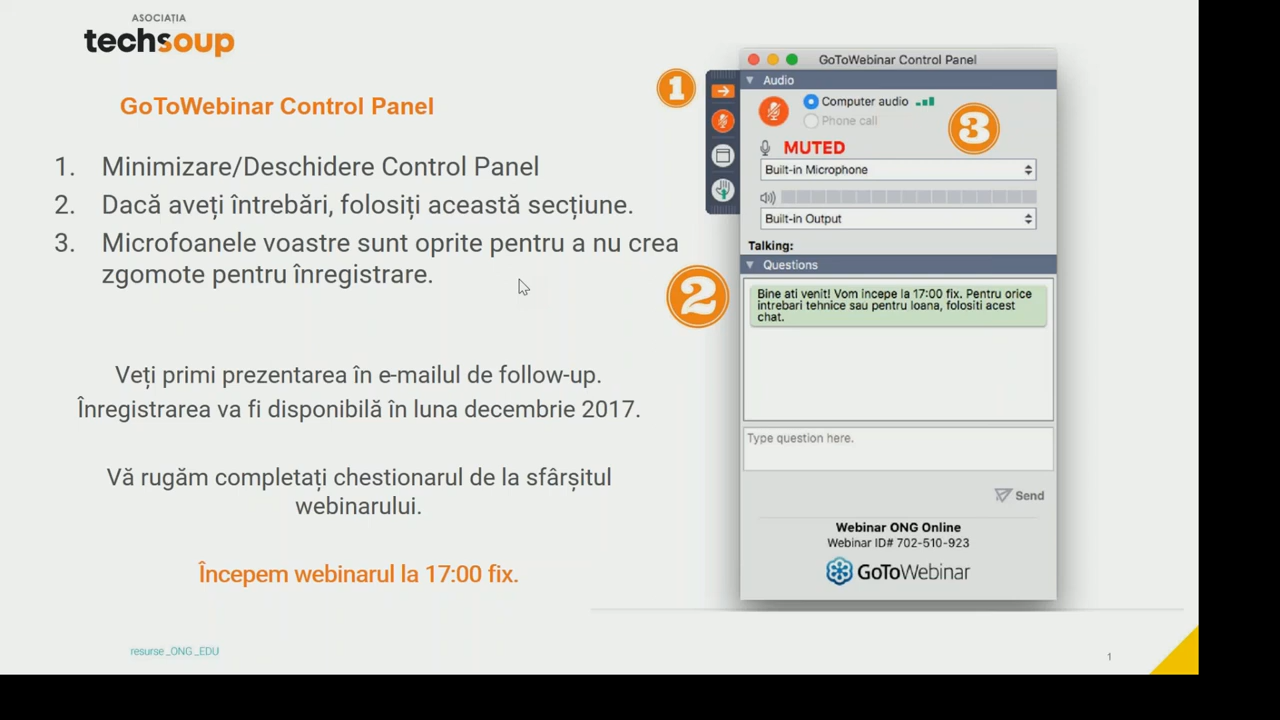 ASOCIAȚIA
techsoup
GoToWebinar Control Panel
1. Minimizare/Deschidere Control Panel
2. Dacă aveți întrebări, folosiți această secțiune.
3. Microfoanele voastre sunt oprite pentru a nu crea
zgomote pentru înregistrare.
Veți primi prezentarea în e-mailul de follow-up.
Înregistrarea va fi disponibilă în luna decembrie 2017.
Vă rugăm completați chestionarul de la sfârșitul
webinarului.
Începem webinarul la 17:00 fix.
resurse_ONG_EDU
1
GoToWebinar Control Panel
Audio
Computer audio
Phone call
3
MUTED
Built-in Microphone
Built-in Output
Talking:
Questions
2
Bine ati venit! Vom incepe la 17:00 fix. Pentru orice
intrebari tehnice sau pentru Ioana, folositi acest
chat.
Type question here.
Send
Webinar ONG Online
Webinar ID# 702-510-923
GoToWebinar
1